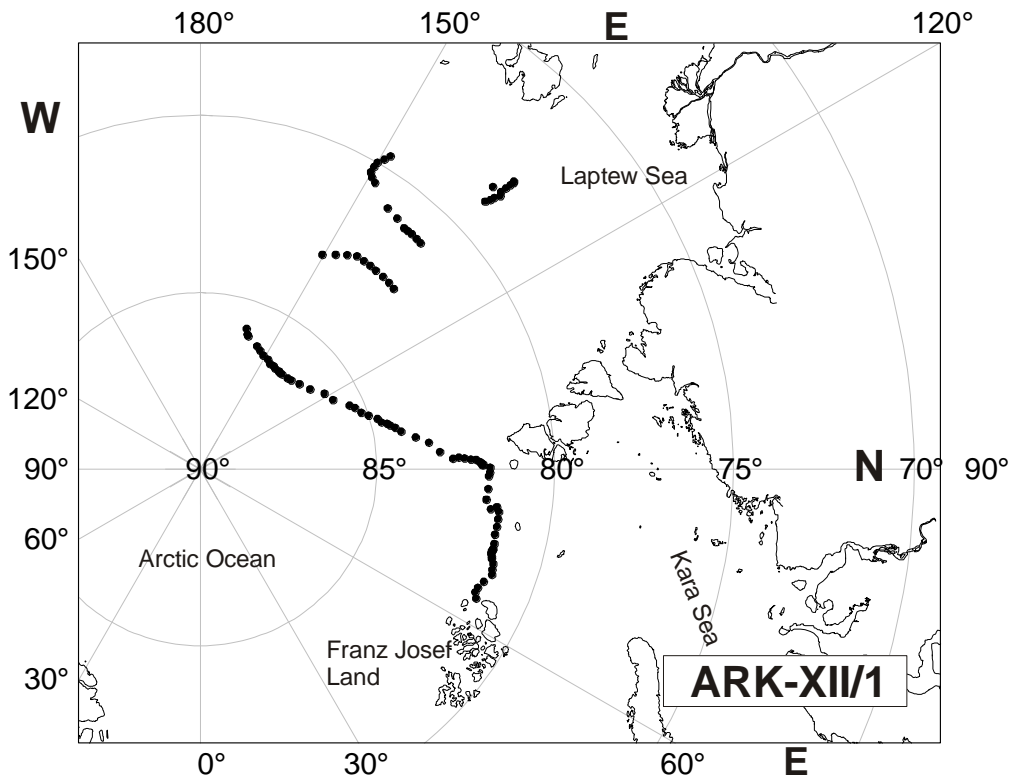 180° 150° E 120°
W
Laptew Sea
150°
120°
90° 90° 85° 80° 75° N 70° 90°
60°
Arctic Ocean
Kara Sea
Franz Josef
Land
30°
ARK-XII/1
0° 30° 60° E